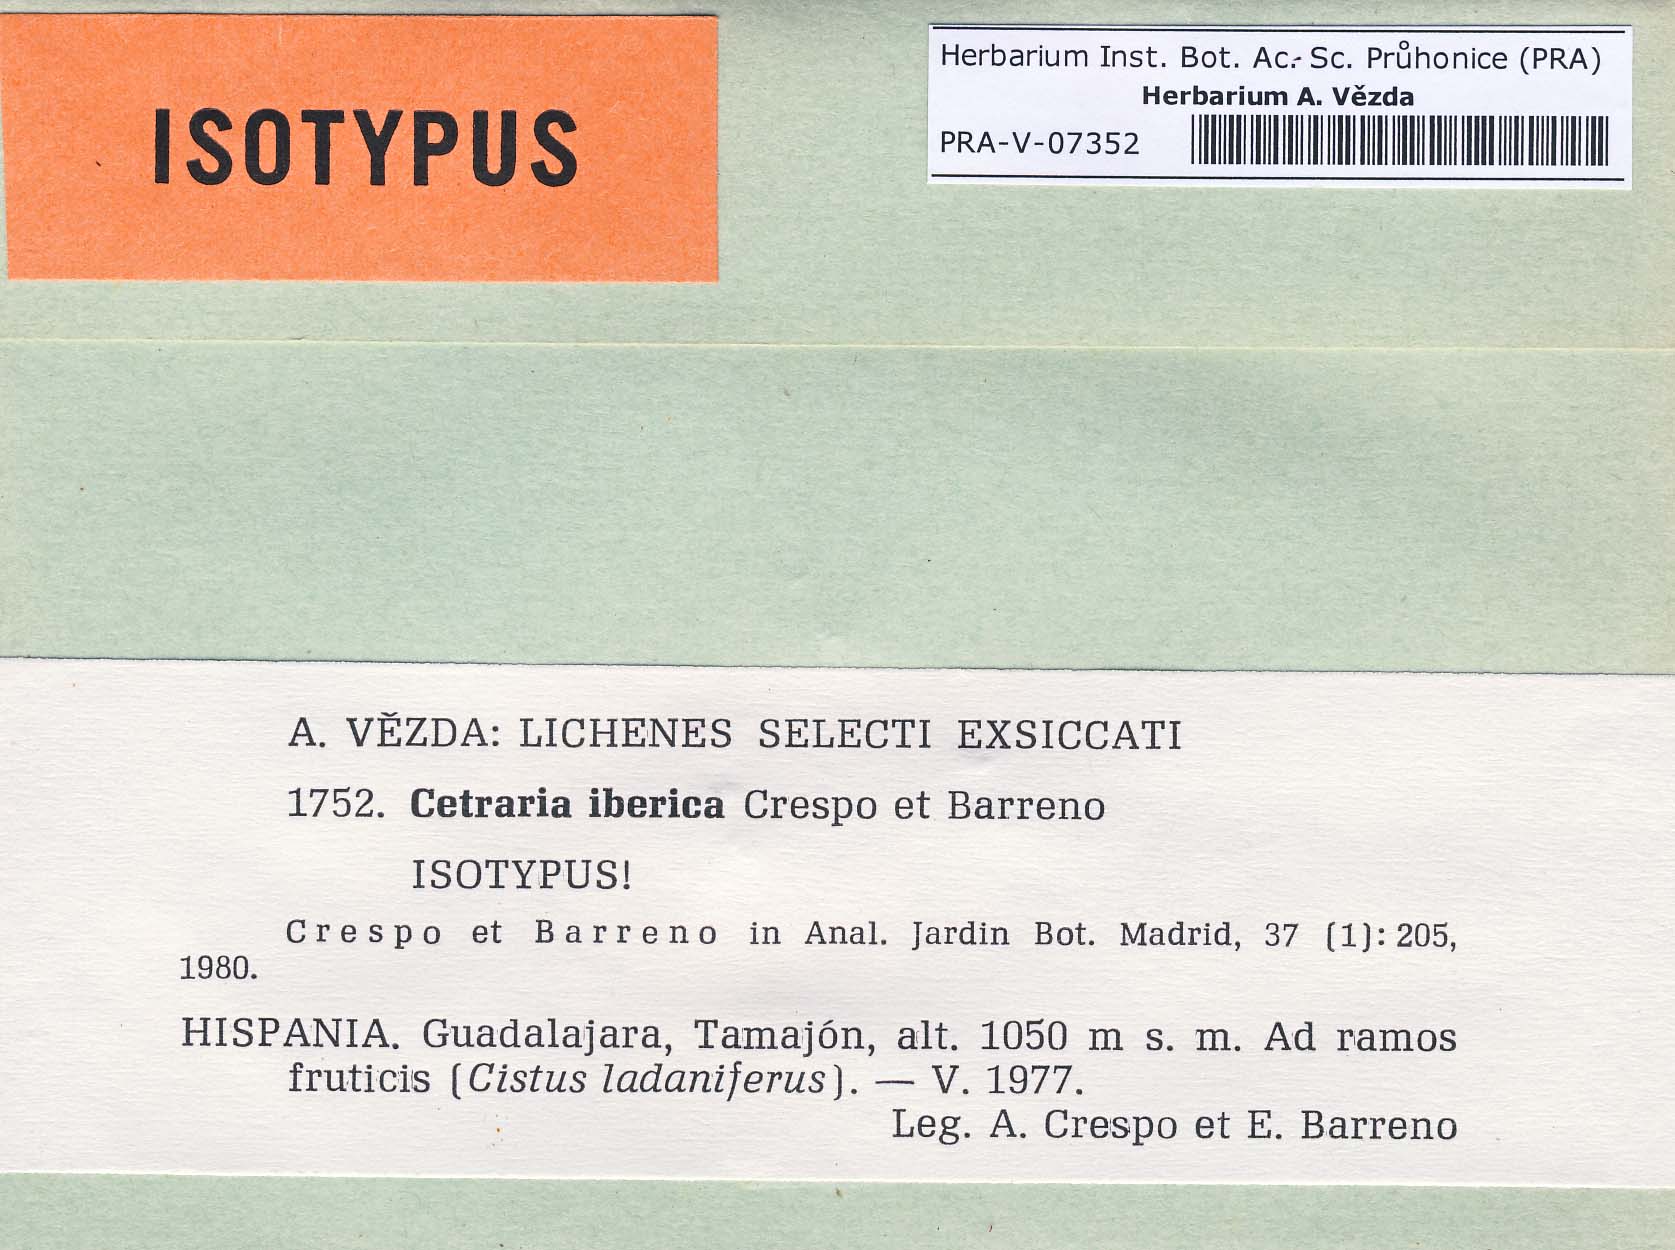 ISOTYPUS
Herbarium Inst. Bot. Ac. Sc. Průhonice (PRA)
Herbarium A. Vězda
PRA-V-07352
A. VĚZDA: LICHENES SELECTI EXSICCATI
1752. Cetraria iberica Crespo et Barreno
ISOTYPUS!
Crespo et Barreno in Anal. Jardin Bot. Madrid, 37 (1): 205,
1980.
HISPANIA. Guadalajara, Tamajón, alt. 1050 m s. m. Ad ramos
fruticis (Cistus ladaniferus). — V. 1977.
Leg. A. Crespo et E. Barreno